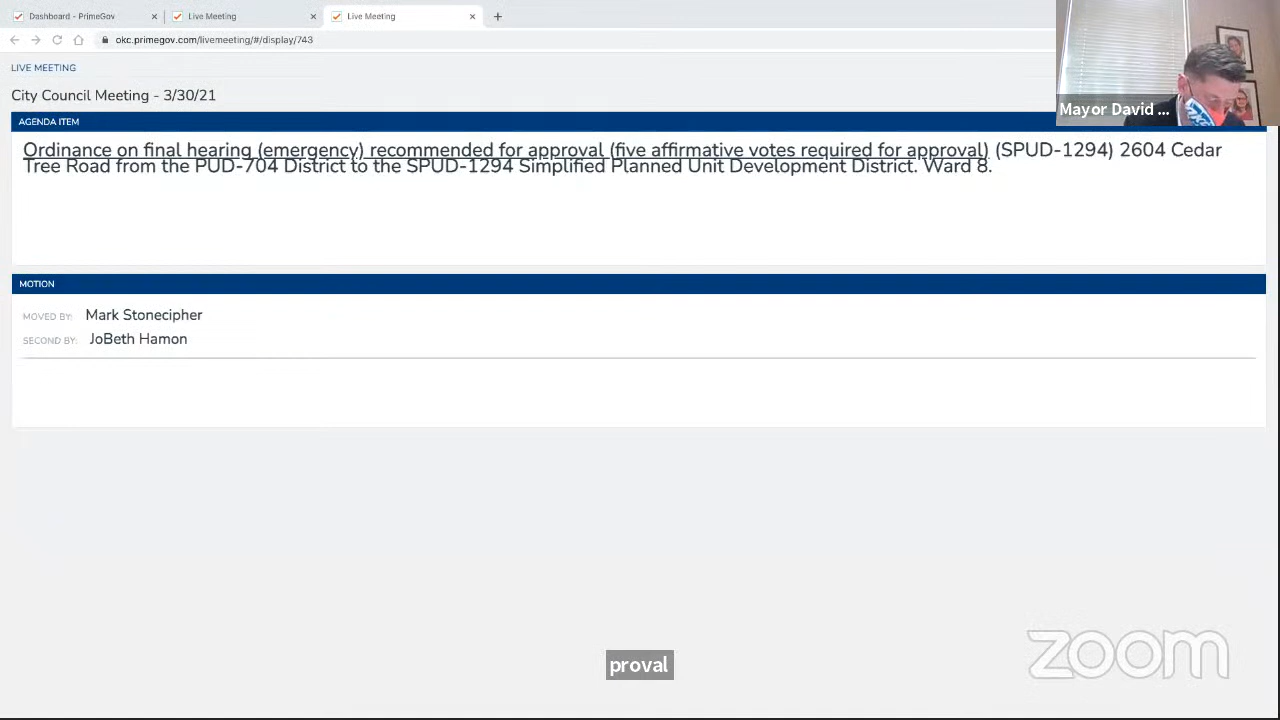 Dashboard - PrimeGov
Live Meeting
Live Meeting
okc.primegov.com/livemeeting/#/display/743
LIVE MEETING
City Council Meeting - 3/30/21
Mayor David ...
AGENDA ITEM
Ordinance on final hearing (emergency) recommended for approval (five affirmative votes required for approval) (SPUD-1294) 2604 Cedar
Tree Road from the PUD-704 District to the SPUD-1294 Simplified Planned Unit Development District. Ward 8.
MOTION
MOVED BY: Mark Stonecipher
SECOND BY: JoBeth Hamon
proval
zoom